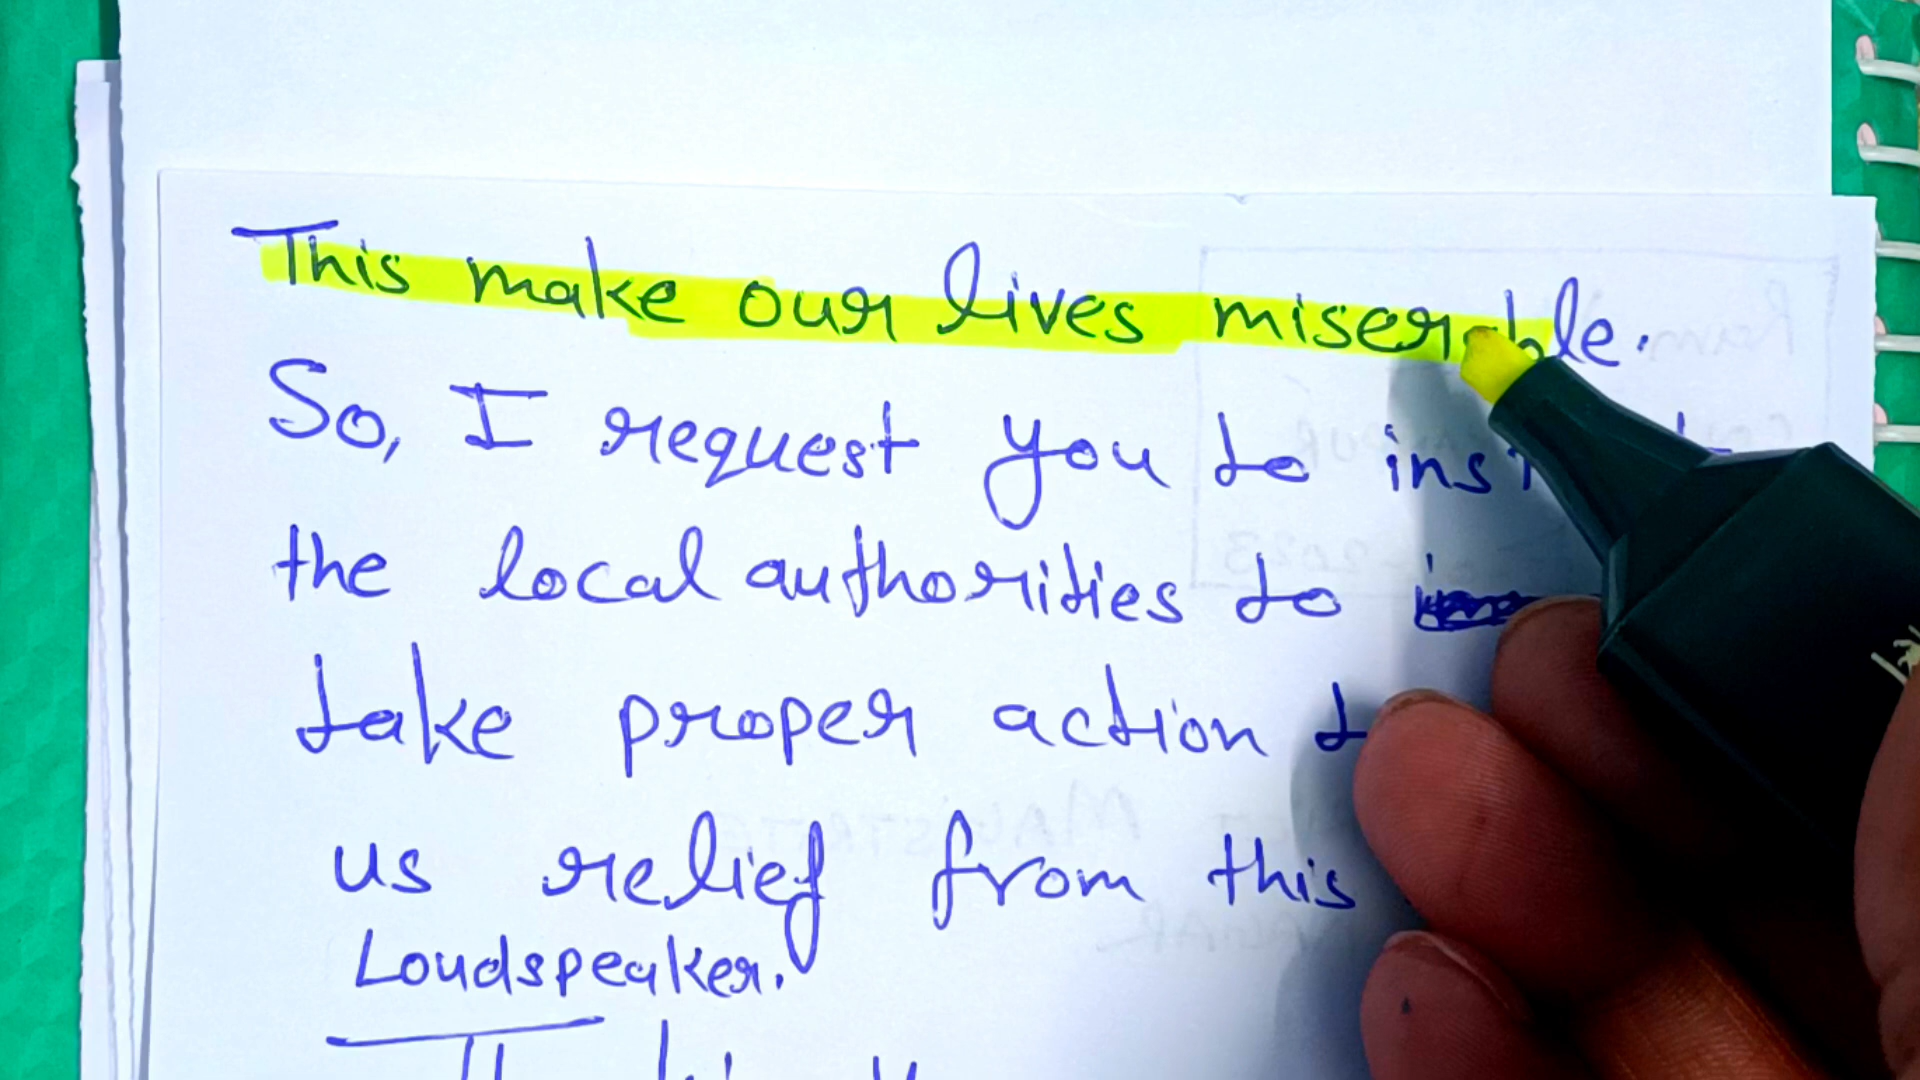 This make our lives miserable.
So, I request you to
the local authorities to
take proper action
us relief from this
Loudspeaker.